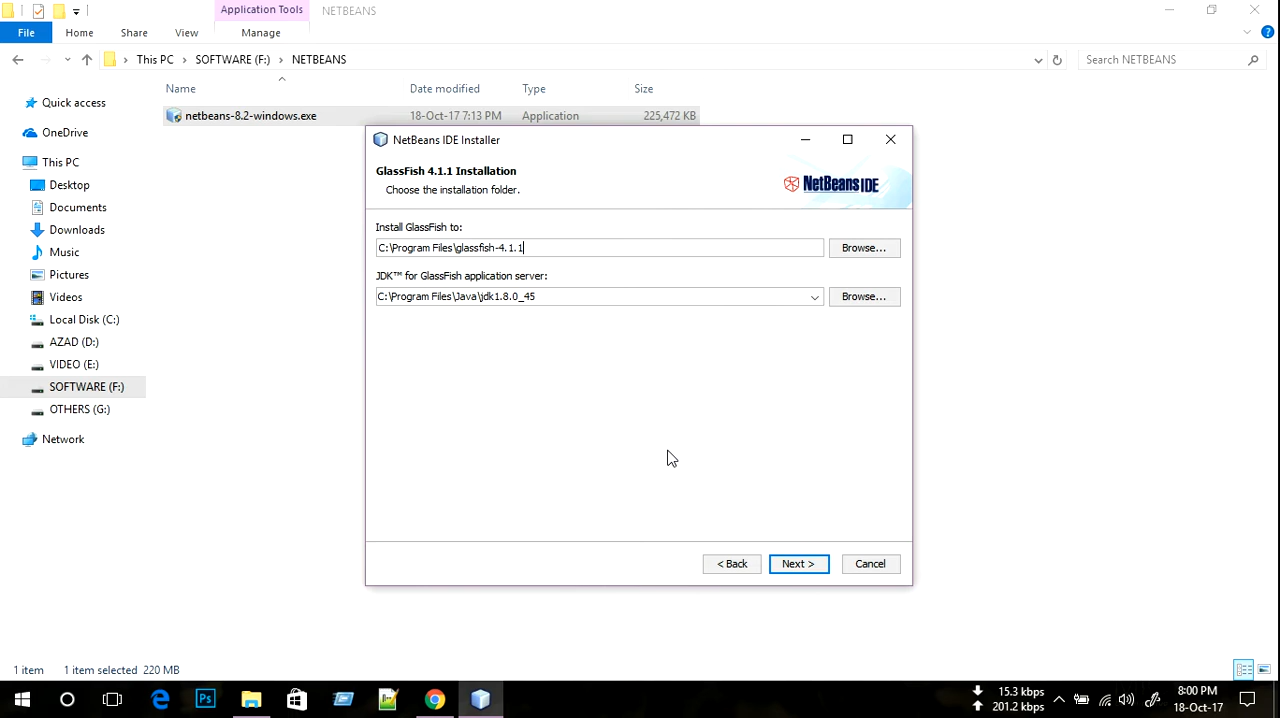 Application Tools
NETBEANS
File
Home
Share
View
Manage
This PC
SOFTWARE (F:)
NETBEANS
Search NETBEANS
Name
Date modified
Type
Size
netbeans-8.2-windows.exe
18-Oct-17 7:13 PM
Application
225,472 KB
Quick access
OneDrive
This PC
Desktop
Documents
Downloads
Music
Pictures
Videos
Local Disk (C:)
AZAD (D:)
VIDEO (E:)
SOFTWARE (F:)
OTHERS (G:)
Network
NetBeans IDE Installer
GlassFish 4.1.1 Installation
Choose the installation folder.
NetBeans IDE
Install GlassFish to:
C:\Program Files\glassfish-4.1.1
Browse...
JDK™ for GlassFish application server:
C:\Program Files\Java\jdk1.8.0_45
Browse...
< Back
Next >
Cancel
1 item
1 item selected
220 MB
Ps
15.3 kbps
201.2 kbps
8:00 PM
18-Oct-17